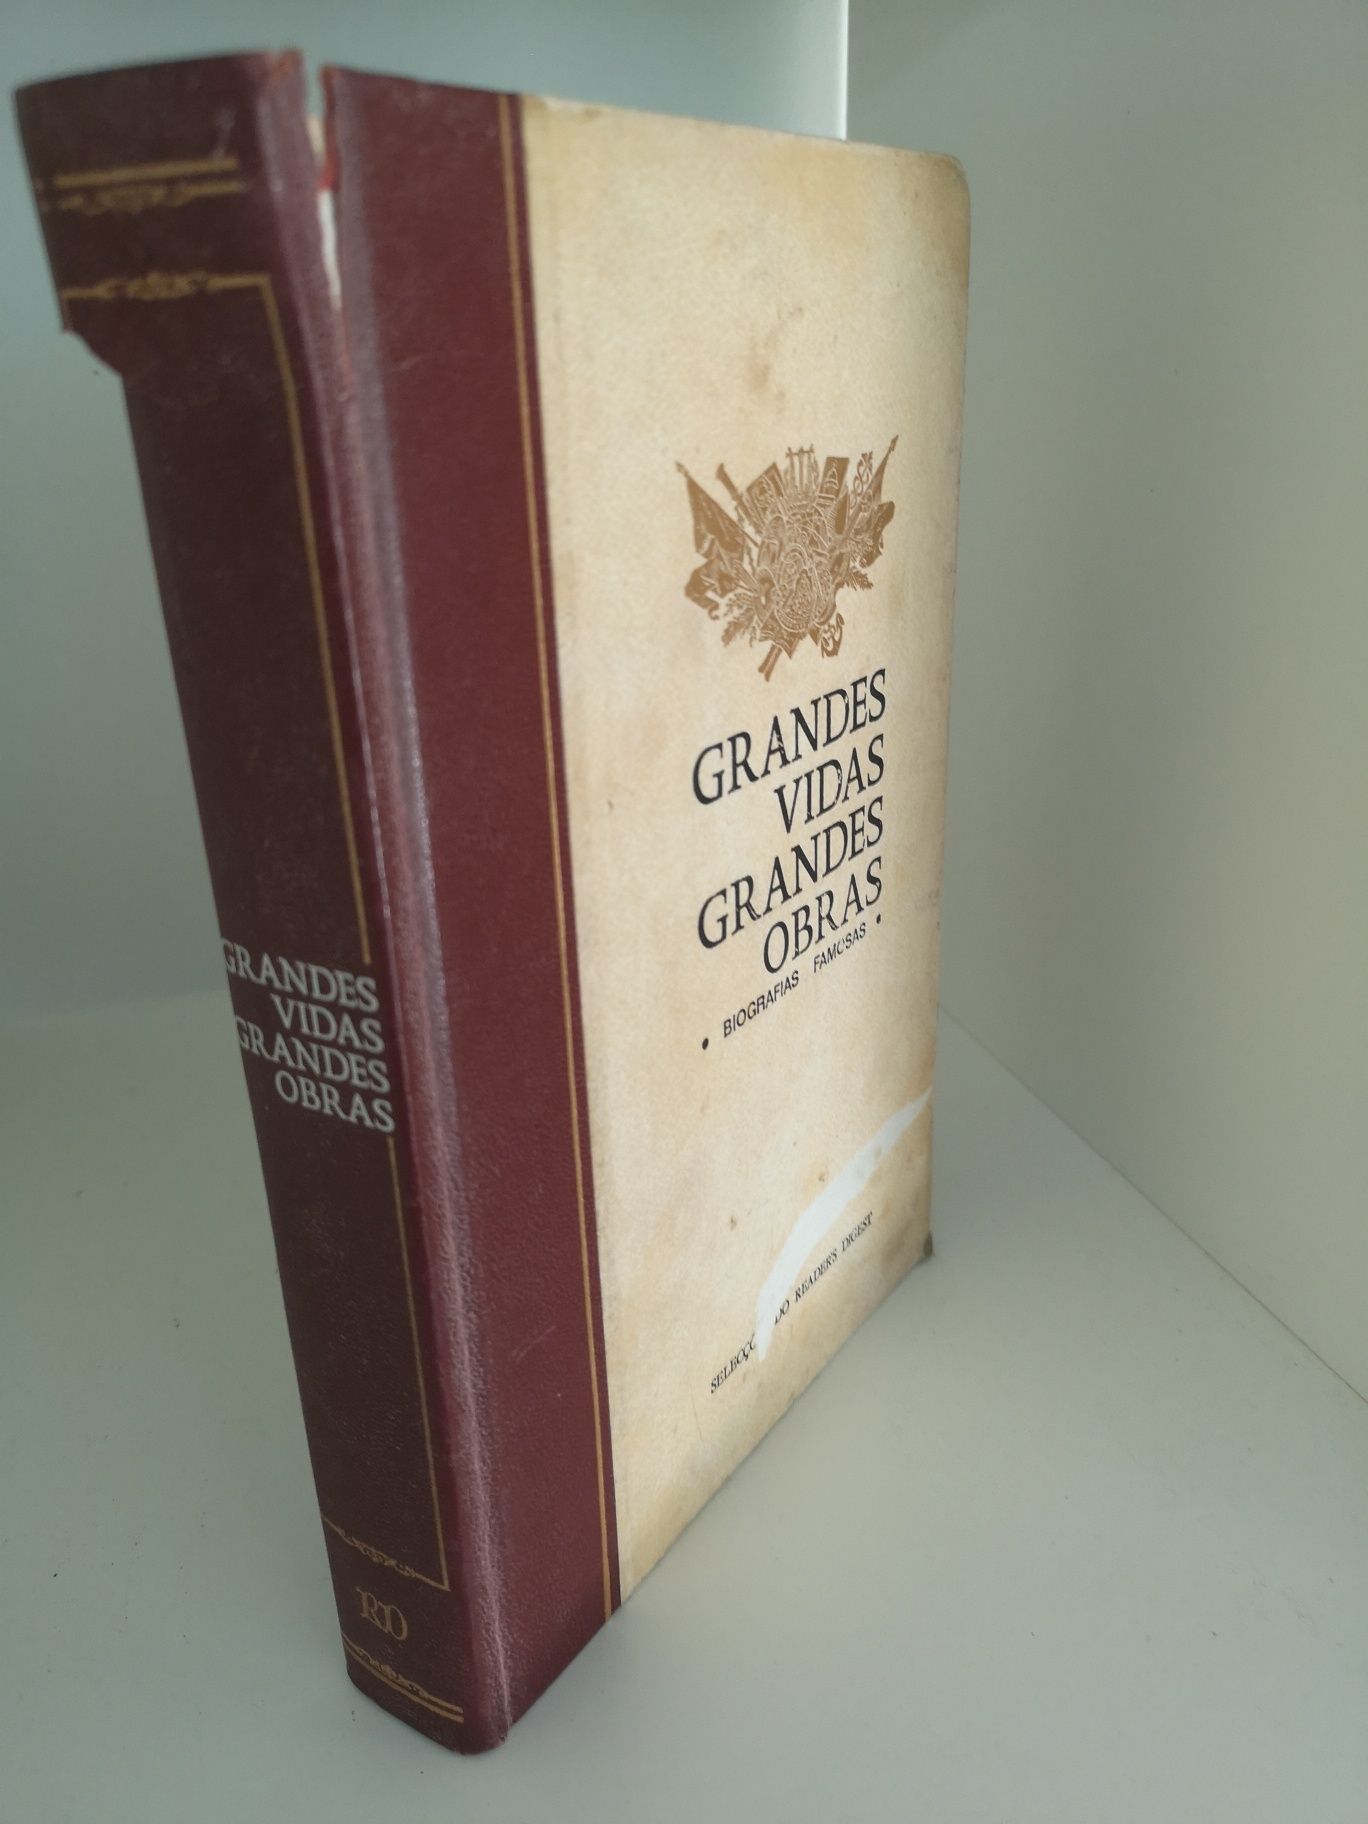 GRANDES
VIDAS
GRANDES
OBRAS
RD
GRANDES
VIDAS
GRANDES
OBRAS
• BIOGRAFIAS FAMOSAS •
DO READER'S DIGEST